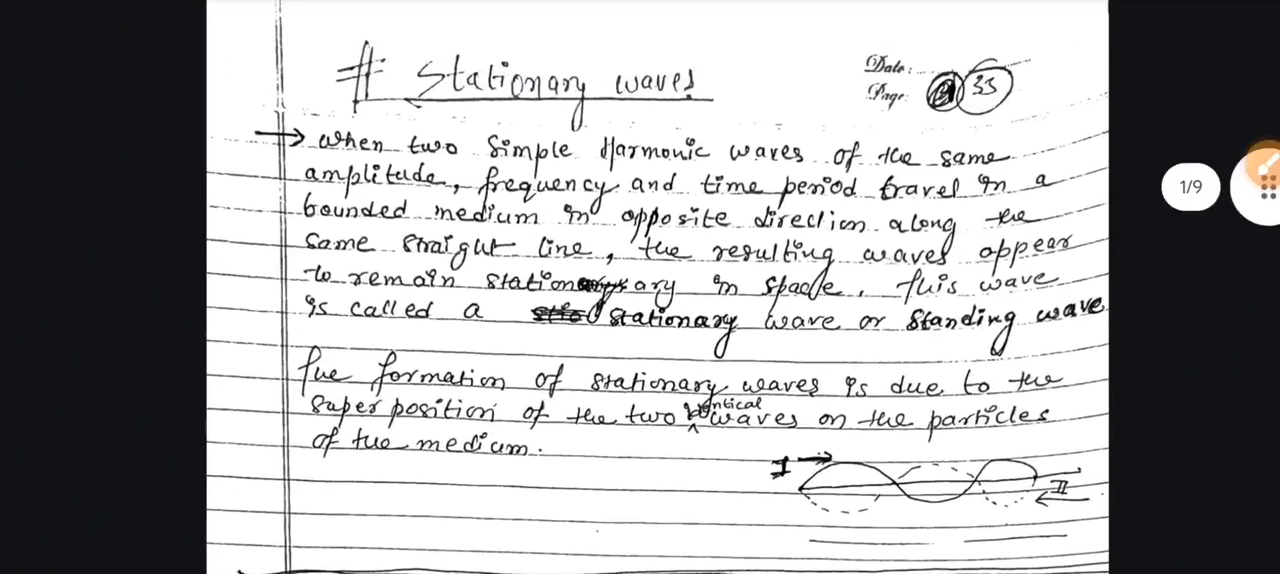 # Stationary waves
Date:
Page: 33
→ when two simple Harmonic waves of the same
amplitude, frequency and time period travel in a
bounded medium in opposite direction along the
same straight line, the resulting waves appear
to remain stationary in space. This wave
is called a stationary wave or standing wave
1/9
The formation of stationary waves is due to the
super position of the two identical waves on the particles
of the medium.
I →
II